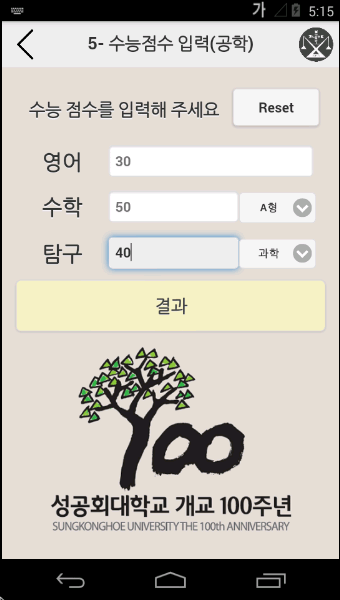 가 5:15
5- 수능점수 입력(공학)
수능 점수를 입력해 주세요 Reset
영어 30
수학 50 A형
탐구 40 과학
결과
100
성공회대학교 개교 100주년
SUNGKONGHOE UNIVERSITY THE 100th ANNIVERSARY